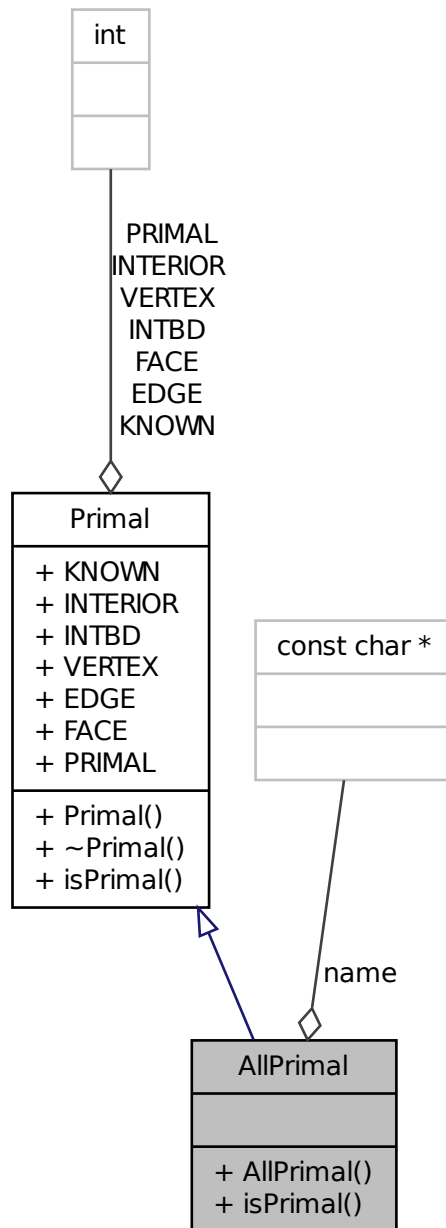 int
PRIMAL
INTERIOR
VERTEX
INTBD
FACE
EDGE
KNOWN
Primal
+ KNOWN
+ INTERIOR
+ INTBD
+ VERTEX
+ EDGE
+ FACE
+ PRIMAL
+ Primal()
+ ~Primal()
+ isPrimal()
const char *
name
AllPrimal
+ AllPrimal()
+ isPrimal()